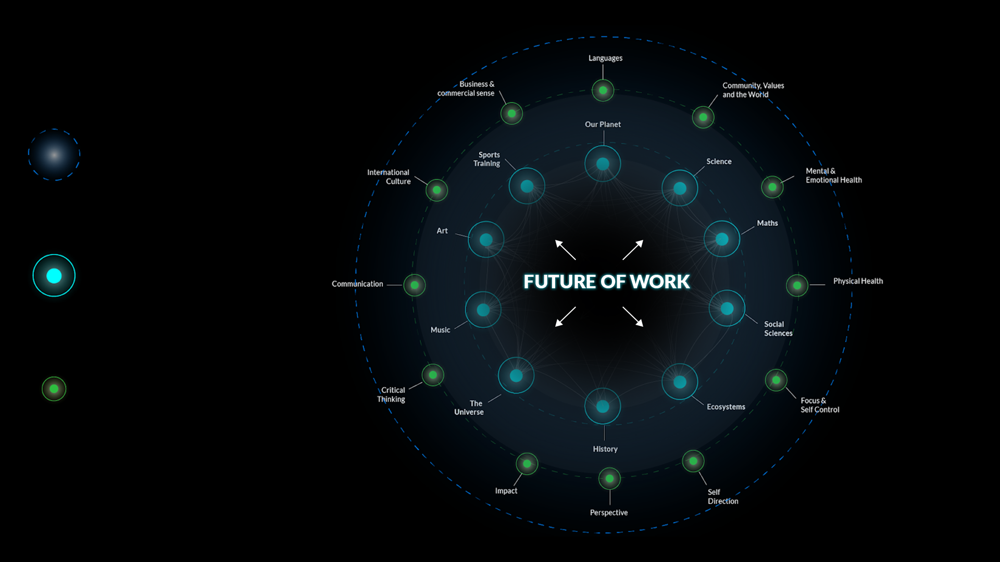 Languages
Business &
commercial sense
Community, Values
and the World
Our Planet
Sports
Training
Science
International
Culture
Mental &
Emotional Health
Art
Maths
FUTURE OF WORK
Communication
Physical Health
Music
Social
Sciences
Critical
Thinking
The
Universe
Ecosystems
Focus &
Self Control
History
Impact
Self
Direction
Perspective